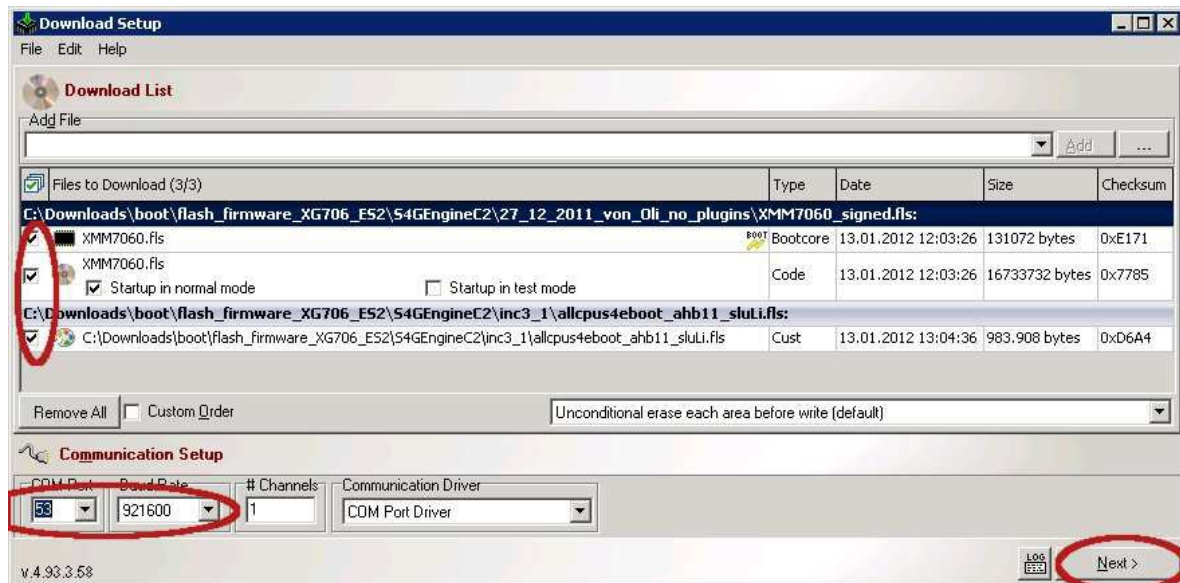 Download Setup
File Edit Help
Download List
Add File
Add ...
Files to Download (3/3) Type Date Size Checksum
C:\Downloads\boot\flash_firmware_XG706_ES2\S4GEngineC2\27_12_2011_von_Oli_no_plugins\XMM7060_signed.fls:
XMM7060.fls BOOT Bootcore 13.01.2012 12:03:26 131072 bytes 0xE171
XMM7060.fls Code 13.01.2012 12:03:26 16733732 bytes 0x7785
Startup in normal mode Startup in test mode
C:\Downloads\boot\flash_firmware_XG706_ES2\S4GEngineC2\inc3_1\allcpus4eboot_ahb11_sluLi.fls:
C:\Downloads\boot\flash_firmware_XG706_ES2\S4GEngineC2\inc3_1\allcpus4eboot_ahb11_sluLi.fls Cust 13.01.2012 13:04:36 983.908 bytes 0xD6A4
Remove All Custom Order Unconditional erase each area before write (default)
Communication Setup
COM Port Baud Rate # Channels Communication Driver
53 921600 1 COM Port Driver
LOG Next >
v.4.93.3.58